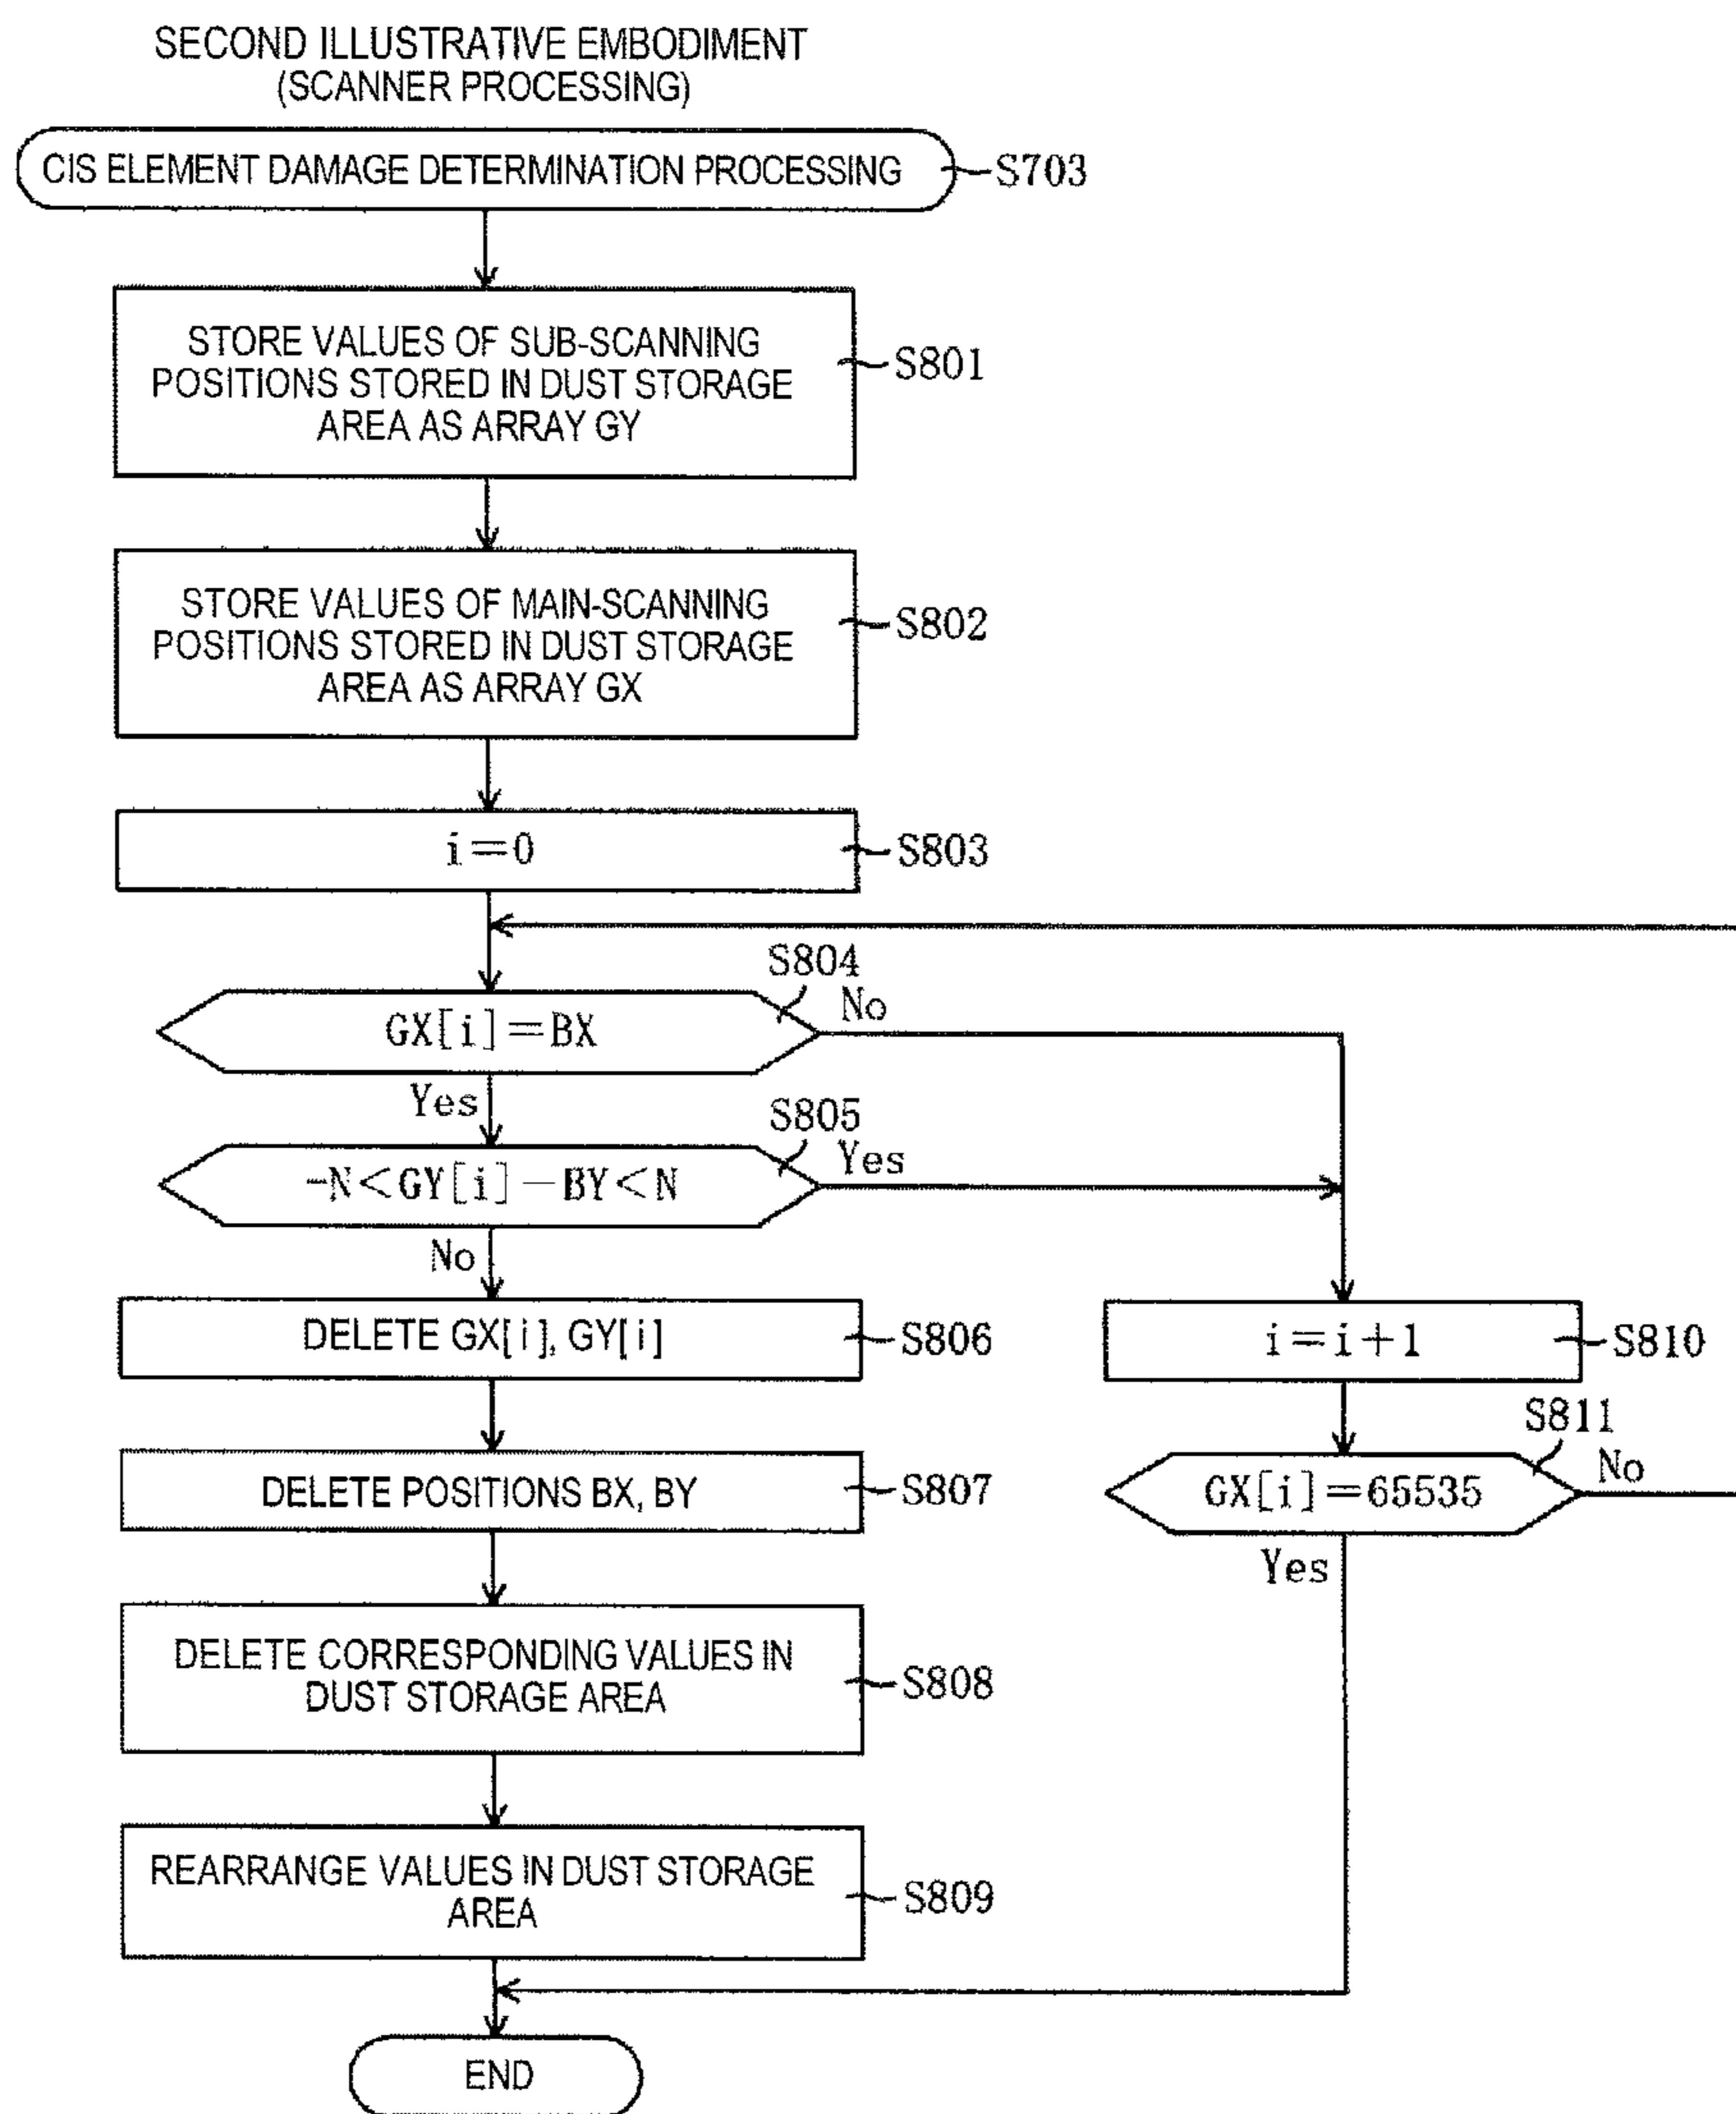 SECOND ILLUSTRATIVE EMBODIMENT
(SCANNER PROCESSING)
CIS ELEMENT DAMAGE DETERMINATION PROCESSING
S703
STORE VALUES OF SUB-SCANNING
POSITIONS STORED IN DUST STORAGE
AREA AS ARRAY GY
S801
STORE VALUES OF MAIN-SCANNING
POSITIONS STORED IN DUST STORAGE
AREA AS ARRAY GX
S802
i=0
S803
S804
GX[i]=BX
No
Yes
S805
-N<GY[i]-BY<N
Yes
No
DELETE GX[i], GY[i]
S806
i=i+1
S810
DELETE POSITIONS BX, BY
S807
S811
GX[i]=65535
No
Yes
DELETE CORRESPONDING VALUES IN
DUST STORAGE AREA
S808
REARRANGE VALUES IN DUST STORAGE
AREA
S809
END